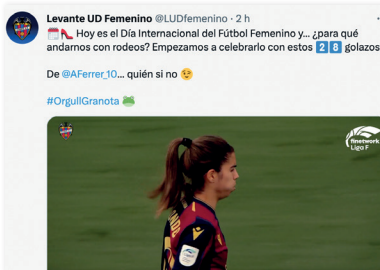 Levante UD Femenino @LUDfemenino · 2 h
🗓️👠 Hoy es el Día Internacional del Fútbol Femenino y... ¿para qué
andarnos con rodeos? Empezamos a celebrarlo con estos 2️⃣8️⃣ golazos
De @AFerrer_10... quién si no 😉
#OrgullGranota 🐸
finetwork
Liga F